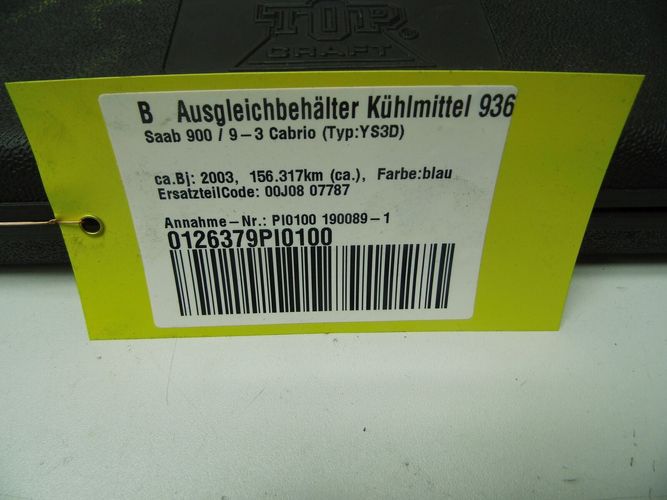 TOP
CRAFT
B Ausgleichbehälter Kühlmittel 936
Saab 900 / 9-3 Cabrio (Typ:YS3D)
ca.Bj: 2003, 156.317km (ca.), Farbe:blau
ErsatzteilCode: 00J08 07787
Annahme-Nr.: PI0100 190089-1
0126379PI0100